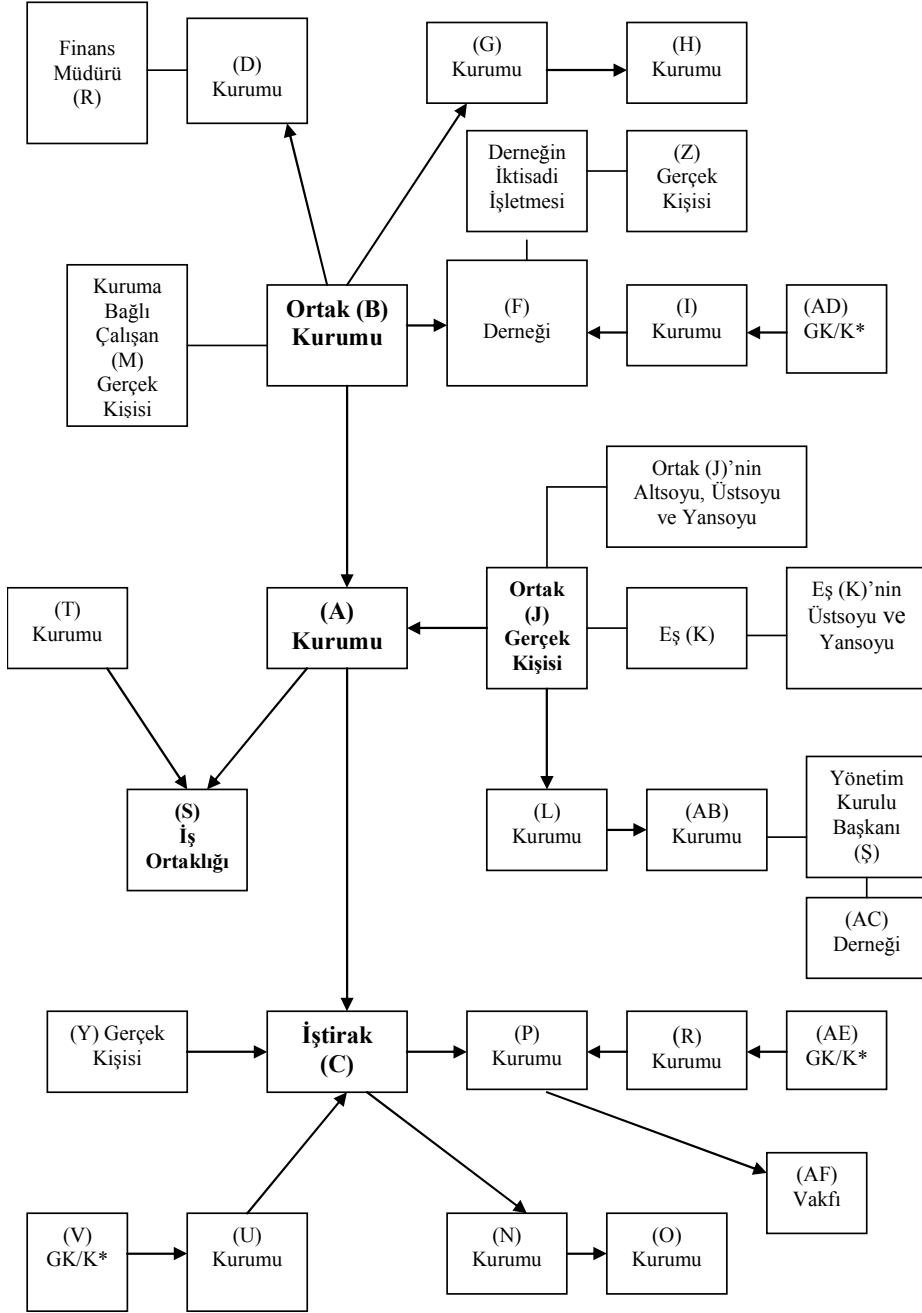 Finans
Müdürü
(R)
(D)
Kurumu
(G)
Kurumu
(H)
Kurumu
Derneğin
İktisadi
İşletmesi
(Z)
Gerçek
Kişisi
Kuruma
Bağlı
Çalışan
(M)
Gerçek
Kişisi
Ortak (B)
Kurumu
(F)
Derneği
(I)
Kurumu
(AD)
GK/K*
Ortak (J)’nin
Altsoyu, Üstsoyu
ve Yansoyu
(T)
Kurumu
(A)
Kurumu
Ortak
(J)
Gerçek
Kişisi
Eş (K)
Eş (K)’nin
Üstsoyu ve
Yansoyu
(S)
İş
Ortaklığı
(L)
Kurumu
(AB)
Kurumu
Yönetim
Kurulu
Başkanı
(Ş)
(AC)
Derneği
(Y) Gerçek
Kişisi
İştirak
(C)
(P)
Kurumu
(R)
Kurumu
(AE)
GK/K*
(AF)
Vakfı
(V)
GK/K*
(U)
Kurumu
(N)
Kurumu
(O)
Kurumu